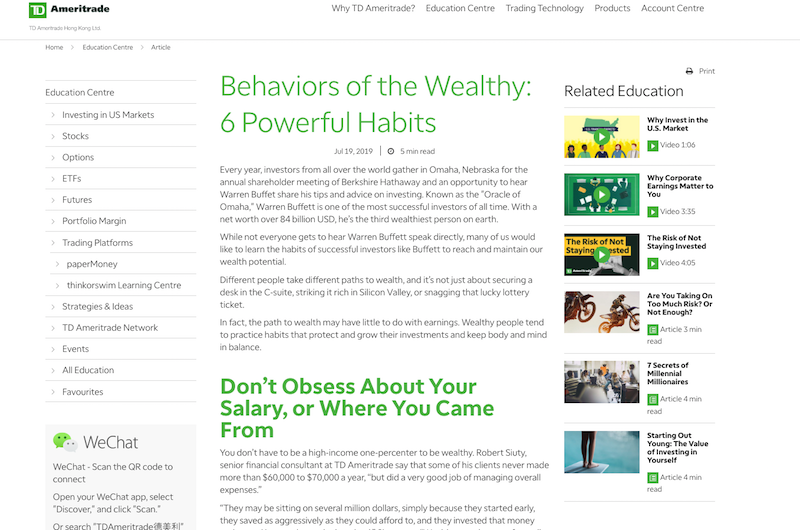 TD Ameritrade
TD Ameritrade Hong Kong Ltd.
Why TD Ameritrade? Education Centre Trading Technology Products Account Centre
Home > Education Centre > Article
Education Centre
Investing in US Markets
Stocks
Options
ETFs
Futures
Portfolio Margin
Trading Platforms
paperMoney
thinkorswim Learning Centre
Strategies & Ideas
TD Ameritrade Network
Events
All Education
Favourites
WeChat
WeChat - Scan the QR code to
connect
Open your WeChat app, select
"Discover," and click "Scan."
Or search "TDAmeritrade德美利"
Behaviors of the Wealthy:
6 Powerful Habits
Jul 19, 2019 | 5 min read
Every year, investors from all over the world gather in Omaha, Nebraska for the
annual shareholder meeting of Berkshire Hathaway and an opportunity to hear
Warren Buffet share his tips and advice on investing. Known as the "Oracle of
Omaha," Warren Buffett is one of the most successful investors of all time. With a
net worth over 84 billion USD, he's the third wealthiest person on earth.
While not everyone gets to hear Warren Buffett speak directly, many of us would
like to learn the habits of successful investors like Buffett to reach and maintain our
wealth potential.
Different people take different paths to wealth, and it's not just about securing a
desk in the C-suite, striking it rich in Silicon Valley, or snagging that lucky lottery
ticket.
In fact, the path to wealth may have little to do with earnings. Wealthy people tend
to practice habits that protect and grow their investments and keep body and mind
in balance.
Don't Obsess About Your
Salary, or Where You Came
From
You don't have to be a high-income one-percenter to be wealthy. Robert Siuty,
senior financial consultant at TD Ameritrade say that some of his clients never made
more than $60,000 to $70,000 a year, "but did a very good job of managing overall
expenses."
"They may be sitting on several million dollars, simply because they started early,
they saved as aggressively as they could afford to, and they invested that money
Print
Related Education
Why Invest in the
U.S. Market
Video 1:06
Why Corporate
Earnings Matter to
You
Video 3:35
The Risk of Not
Staying Invested
The Risk of Not
Staying Invested
Video 4:05
Are You Taking On
Too Much Risk? Or
Not Enough?
Article 3 min
read
7 Secrets of
Millennial
Millionaires
Article 4 min
read
Starting Out
Young: The Value
of Investing in
Yourself
Article 4 min
read